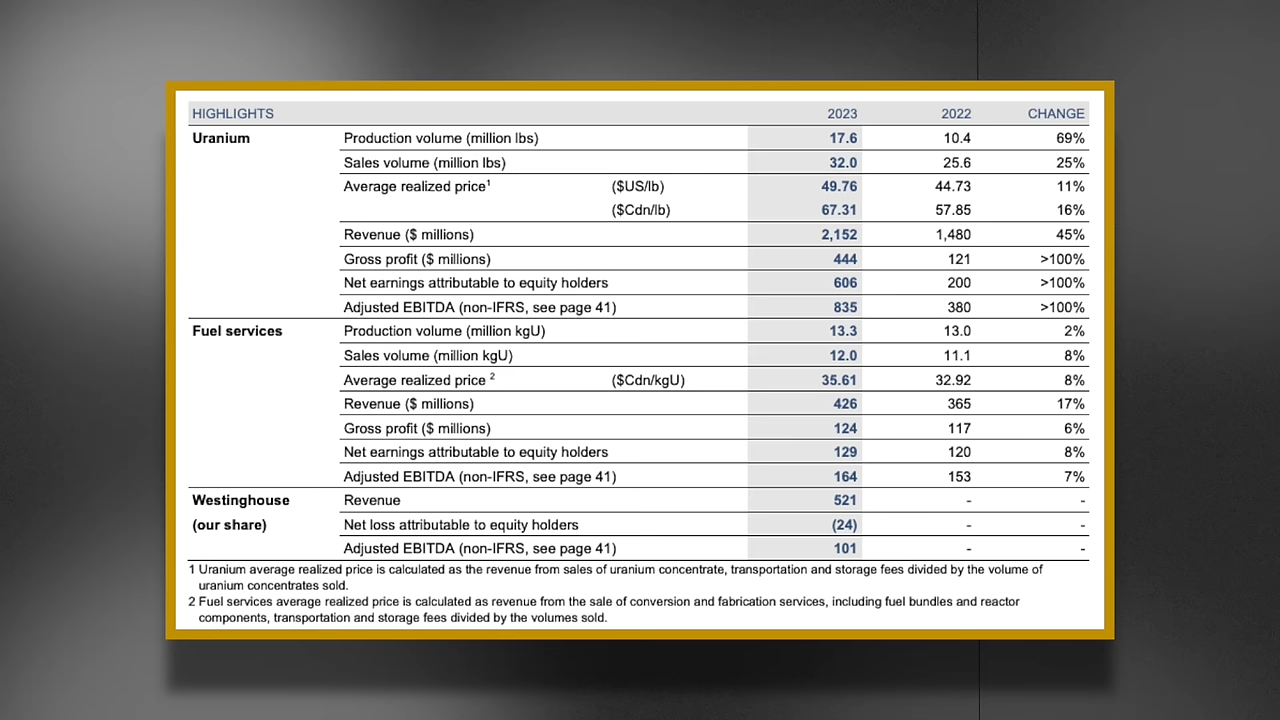 HIGHLIGHTS 2023 2022 CHANGE
Uranium Production volume (million lbs) 17.6 10.4 69%
Sales volume (million lbs) 32.0 25.6 25%
Average realized price1 ($US/lb) 49.76 44.73 11%
($Cdn/lb) 67.31 57.85 16%
Revenue ($ millions) 2,152 1,480 45%
Gross profit ($ millions) 444 121 >100%
Net earnings attributable to equity holders 606 200 >100%
Adjusted EBITDA (non-IFRS, see page 41) 835 380 >100%
Fuel services Production volume (million kgU) 13.3 13.0 2%
Sales volume (million kgU) 12.0 11.1 8%
Average realized price 2 ($Cdn/kgU) 35.61 32.92 8%
Revenue ($ millions) 426 365 17%
Gross profit ($ millions) 124 117 6%
Net earnings attributable to equity holders 129 120 8%
Adjusted EBITDA (non-IFRS, see page 41) 164 153 7%
Westinghouse Revenue 521 - -
(our share) Net loss attributable to equity holders (24) - -
Adjusted EBITDA (non-IFRS, see page 41) 101 - -
1 Uranium average realized price is calculated as the revenue from sales of uranium concentrate, transportation and storage fees divided by the volume of
uranium concentrates sold.
2 Fuel services average realized price is calculated as revenue from the sale of conversion and fabrication services, including fuel bundles and reactor
components, transportation and storage fees divided by the volumes sold.